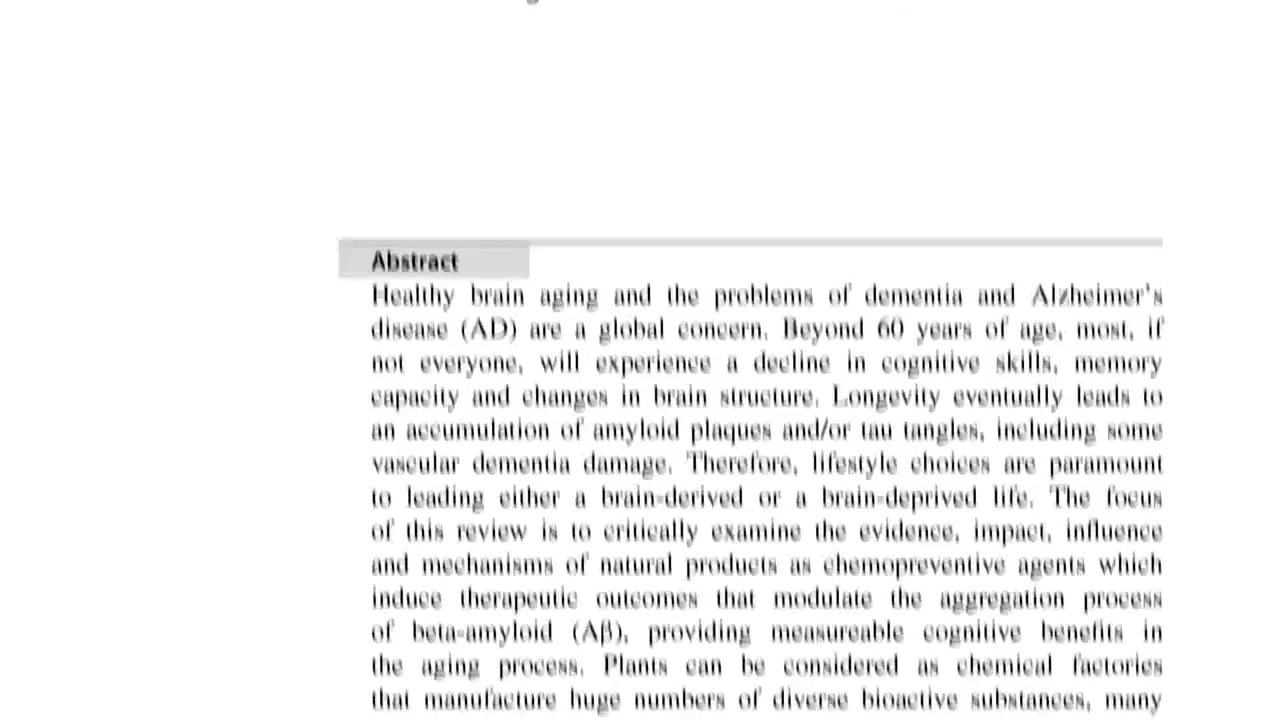 Abstract
Healthy brain aging and the problems of dementia and Alzheimer's
disease (AD) are a global concern. Beyond 60 years of age, most, if
not everyone, will experience a decline in cognitive skills, memory
capacity and changes in brain structure. Longevity eventually leads to
an accumulation of amyloid plaques and/or tau tangles, including some
vascular dementia damage. Therefore, lifestyle choices are paramount
to leading either a brain-derived or a brain-deprived life. The focus
of this review is to critically examine the evidence, impact, influence
and mechanisms of natural products as chemopreventive agents which
induce therapeutic outcomes that modulate the aggregation process
of beta-amyloid (Aβ), providing measureable cognitive benefits in
the aging process. Plants can be considered as chemical factories
that manufacture huge numbers of diverse bioactive substances, many